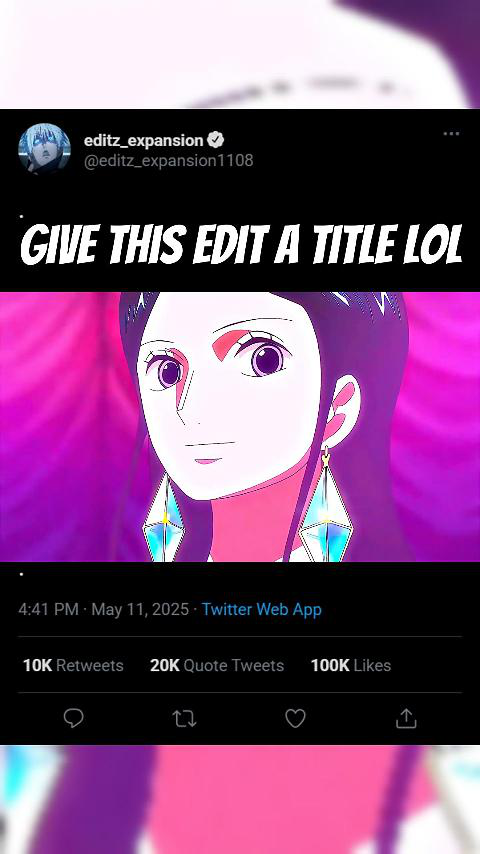 editz_expansion
@editz_expansion1108
.
GIVE THIS EDIT A TITLE LOL
.
4:41 PM · May 11, 2025 · Twitter Web App
10K Retweets 20K Quote Tweets 100K Likes